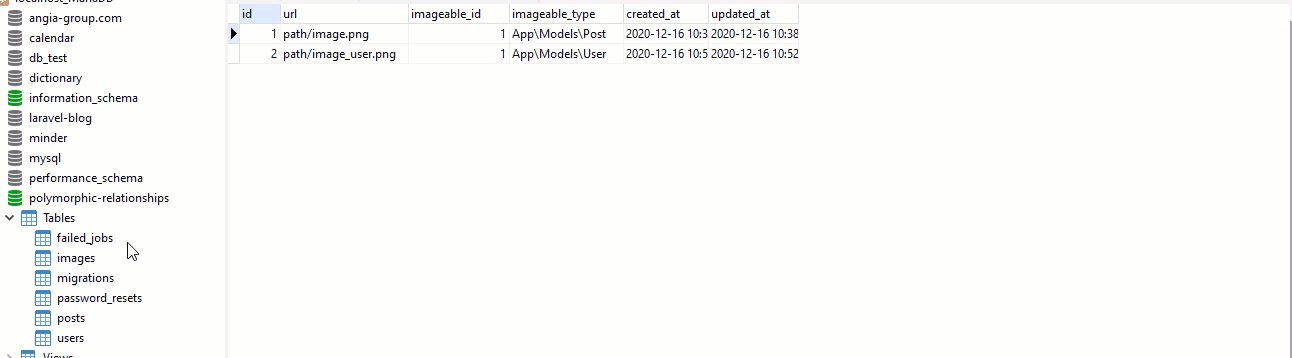 localhost_MariaDB
angia-group.com
calendar
db_test
dictionary
information_schema
laravel-blog
minder
mysql
performance_schema
polymorphic-relationships
Tables
failed_jobs
images
migrations
password_resets
posts
users
Views
id url imageable_id imageable_type created_at updated_at
1 path/image.png 1 App\Models\Post 2020-12-16 10:3 2020-12-16 10:38
2 path/image_user.png 1 App\Models\User 2020-12-16 10:5 2020-12-16 10:52